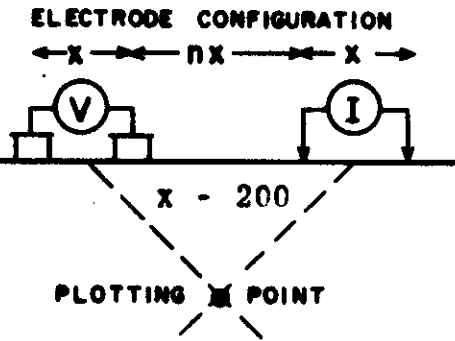 ELECTRODE CONFIGURATION
x nx x
V I
x - 200
PLOTTING POINT